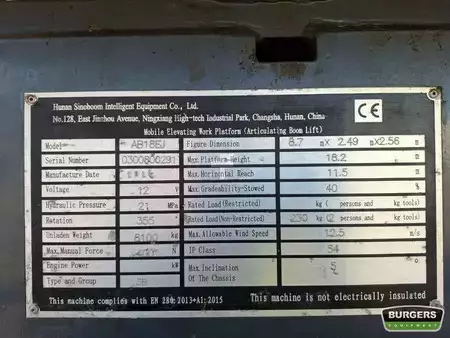 Hunan Sinoboom Intelligent Equipment Co., Ltd.
No.128, East Jinzhou Avenue, Ningxiang High-tech Industrial Park, Changsha, Hunan, China
CE
Mobile Elevating Work Platform (Articulating Boom Lift)
Model AB18EJ Figure Dimension 8.7 m× 2.49 m×2.56 m
Serial Number 0300800291 Max.Platform Height 18.2 m
Manufacture Date Max.Horizontal Reach 11.5 m
Voltage 12 V Max.Gradeability-Stowed 40 %
Hydraulic Pressure 21 MPa Rated Load(Restricted) kg ( persons and kg tools)
Rotation 355 ° Rated Load(Non-Restricted) 230 kg (2 persons and kg tools)
Unladen Weight 8100 kg Max.Allowable Wind Speed 12.5 m/s
Max.Manual Force N IP Class 54
Engine Power kW Max.Inclination Of The Chassis 5 °
Type and Group 3B
This machine complies with EN 280:2013+A1:2015 This machine is not electrically insulated
BURGERS
EQUIPMENT